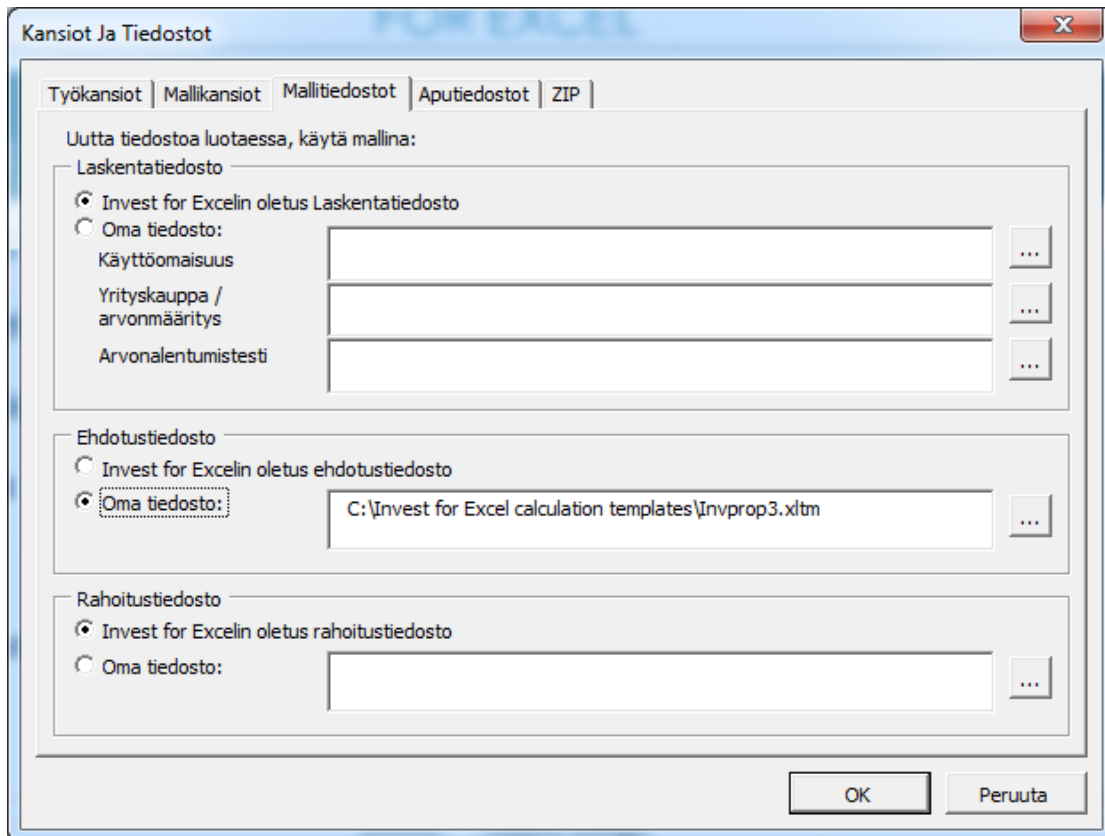 FOR EXCEL
Kansiot Ja Tiedostot
Työkansiot
Mallikansiot
Mallitiedostot
Aputiedostot
ZIP
Uutta tiedostoa luotaessa, käytä mallina:
Laskentatiedosto
Invest for Excelin oletus Laskentatiedosto
Oma tiedosto:
Käyttöomaisuus
...
Yrityskauppa /
arvonmääritys
...
Arvonalentumistesti
...
Ehdotustiedosto
Invest for Excelin oletus ehdotustiedosto
Oma tiedosto:
C:\Invest for Excel calculation templates\Invprop3.xltm
...
Rahoitustiedosto
Invest for Excelin oletus rahoitustiedosto
Oma tiedosto:
...
OK
Peruuta